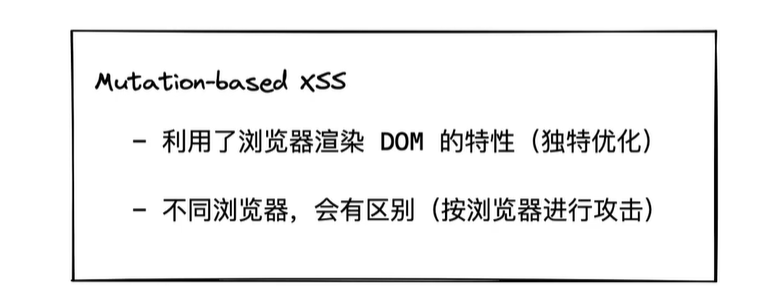 Mutation-based XSS
- 利用了浏览器渲染 DOM 的特性（独特优化）
- 不同浏览器，会有区别（按浏览器进行攻击）